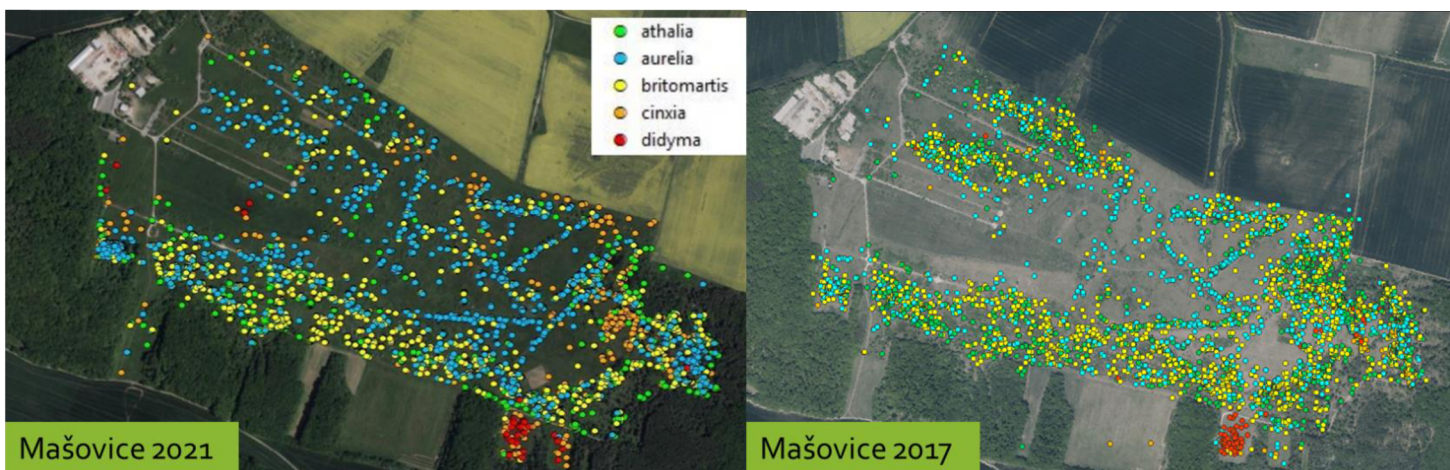 athalia
aurelia
britomartis
cinxia
didyma
Mašovice 2021
Mašovice 2017